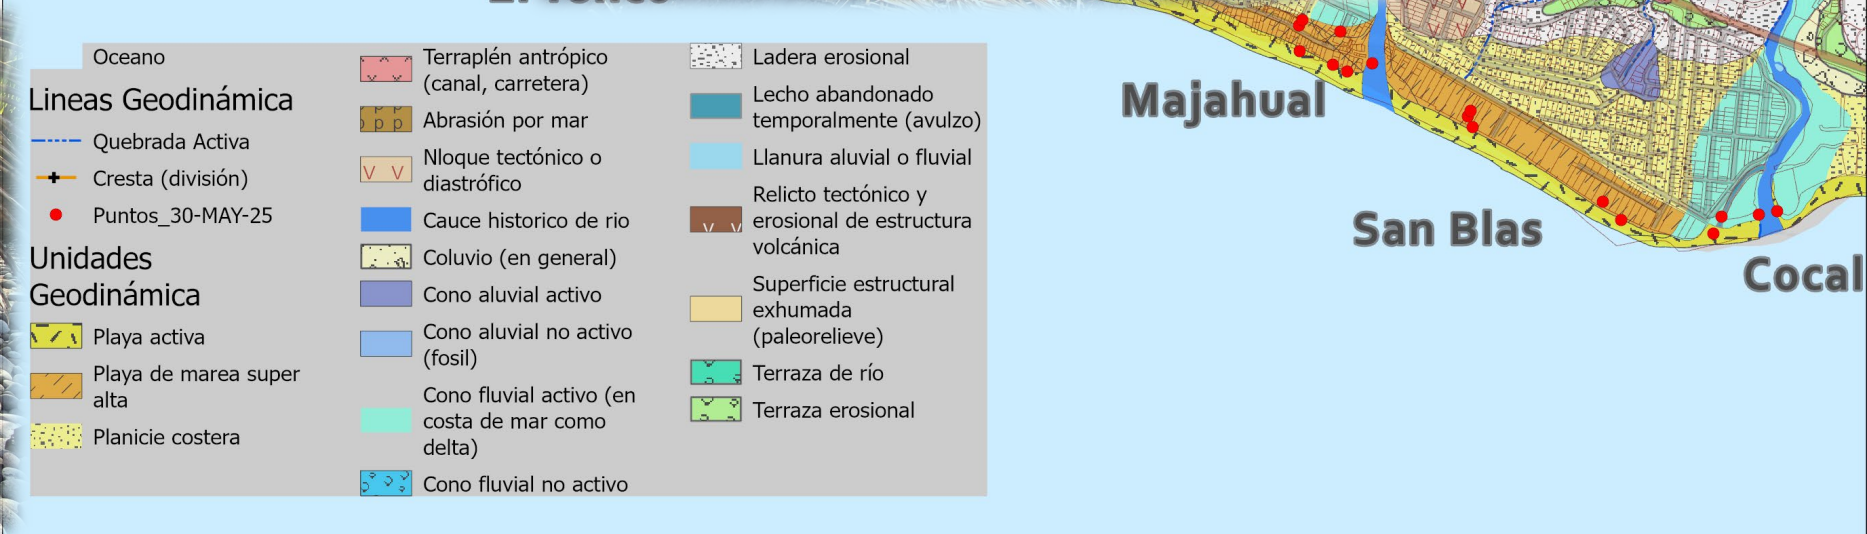 Oceano
Lineas Geodinámica
Quebrada Activa
Cresta (división)
Puntos_30-MAY-25
Unidades
Geodinámica
Playa activa
Playa de marea super
alta
Planicie costera
Terraplén antrópico
(canal, carretera)
Abrasión por mar
Nloque tectónico o
diastrófico
Cauce historico de rio
Coluvio (en general)
Cono aluvial activo
Cono aluvial no activo
(fosil)
Cono fluvial activo (en
costa de mar como
delta)
Cono fluvial no activo
Ladera erosional
Lecho abandonado
temporalmente (avulzo)
Llanura aluvial o fluvial
Relicto tectónico y
erosional de estructura
volcánica
Superficie estructural
exhumada
(paleorelieve)
Terraza de río
Terraza erosional
Majahual
San Blas
Cocal